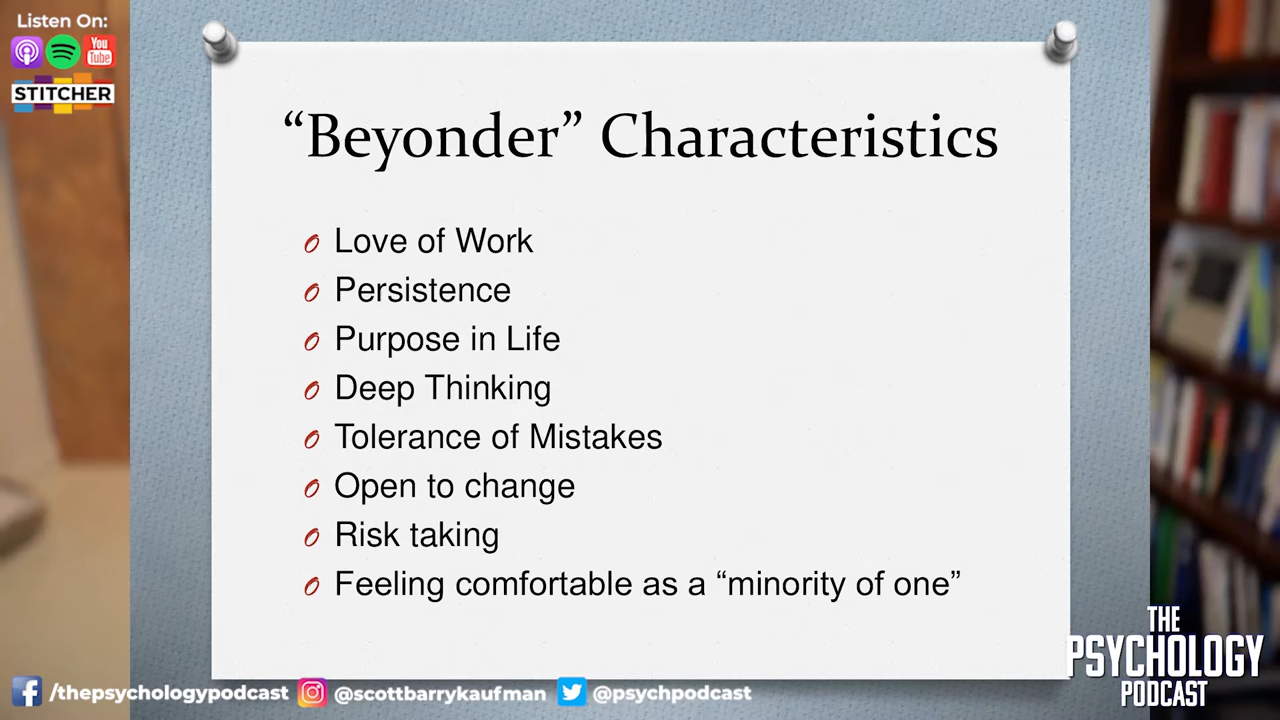 Listen On:
You
Tube
STITCHER
“Beyonder” Characteristics
Love of Work
Persistence
Purpose in Life
Deep Thinking
Tolerance of Mistakes
Open to change
Risk taking
Feeling comfortable as a “minority of one”
THE
PSYCHOLOGY
PODCAST
/thepsychologypodcast @scottbarrykaufman @psychpodcast